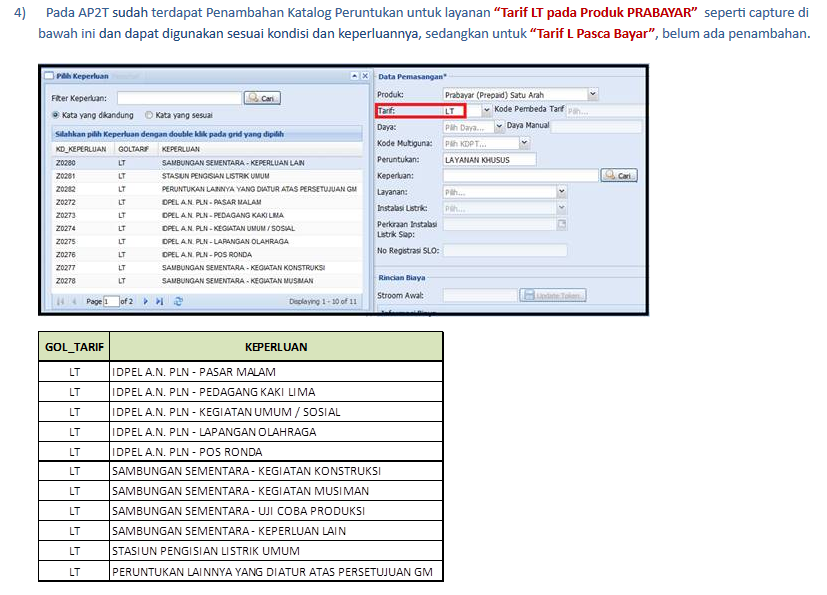 4) Pada AP2T sudah terdapat Penambahan Katalog Peruntukan untuk layanan “Tarif LT pada Produk PRABAYAR” seperti capture di
bawah ini dan dapat digunakan sesuai kondisi dan keperluannya, sedangkan untuk “Tarif L Pasca Bayar”, belum ada penambahan.
Pilih Keperluan
Filter Keperluan: Cari
Kata yang dikandung Kata yang sesuai
Silahkan pilih Keperluan dengan double klik pada grid yang dipilih
KD_KEPERLUAN GOLTARIF KEPERLUAN
Z0280 LT SAMBUNGAN SEMENTARA - KEPERLUAN LAIN
Z0281 LT STASIUN PENGISIAN LISTRIK UMUM
Z0282 LT PERUNTUKAN LAINNYA YANG DIATUR ATAS PERSETUJUAN GM
Z0272 LT IDPEL A.N. PLN - PASAR MALAM
Z0273 LT IDPEL A.N. PLN - PEDAGANG KAKI LIMA
Z0274 LT IDPEL A.N. PLN - KEGIATAN UMUM / SOSIAL
Z0275 LT IDPEL A.N. PLN - LAPANGAN OLAHRAGA
Z0276 LT IDPEL A.N. PLN - POS RONDA
Z0277 LT SAMBUNGAN SEMENTARA - KEGIATAN KONSTRUKSI
Z0278 LT SAMBUNGAN SEMENTARA - KEGIATAN MUSIMAN
Page 1 of 2 Displaying 1 - 10 of 11
Data Pemasangan*
Produk: Prabayar (Prepaid) Satu Arah
Tarif: LT Kode Pembeda Tarif Pilih...
Daya: Pilih Daya... Daya Manual
Kode Multiguna: Pilih KDPT...
Peruntukan: LAYANAN KHUSUS
Keperluan: Cari
Layanan: Pilih...
Instalasi Listrik: Pilih...
Perkiraan Instalasi
Listrik Siap:
No Registrasi SLO:
Rincian Biaya
Stroom Awal: Update Token
GOL_TARIF KEPERLUAN
LT IDPEL A.N. PLN - PASAR MALAM
LT IDPEL A.N. PLN - PEDAGANG KAKI LIMA
LT IDPEL A.N. PLN - KEGIATAN UMUM / SOSIAL
LT IDPEL A.N. PLN - LAPANGAN OLAHRAGA
LT IDPEL A.N. PLN - POS RONDA
LT SAMBUNGAN SEMENTARA - KEGIATAN KONSTRUKSI
LT SAMBUNGAN SEMENTARA - KEGIATAN MUSIMAN
LT SAMBUNGAN SEMENTARA - UJI COBA PRODUKSI
LT SAMBUNGAN SEMENTARA - KEPERLUAN LAIN
LT STASIUN PENGISIAN LISTRIK UMUM
LT PERUNTUKAN LAINNYA YANG DIATUR ATAS PERSETUJUAN GM